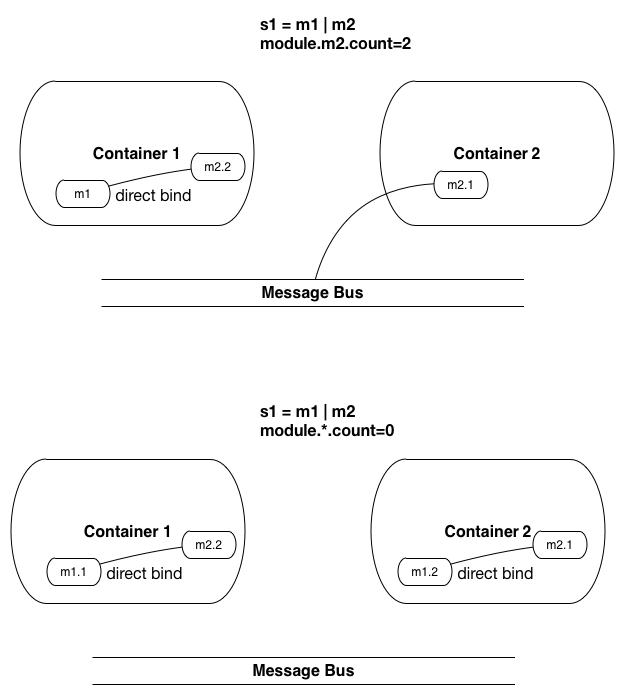 s1 = m1 | m2
module.m2.count=2
Container 1
m2.2
m1
direct bind
Container 2
m2.1
Message Bus
s1 = m1 | m2
module.*.count=0
Container 1
m2.2
m1.1
direct bind
Container 2
m2.1
m1.2
direct bind
Message Bus